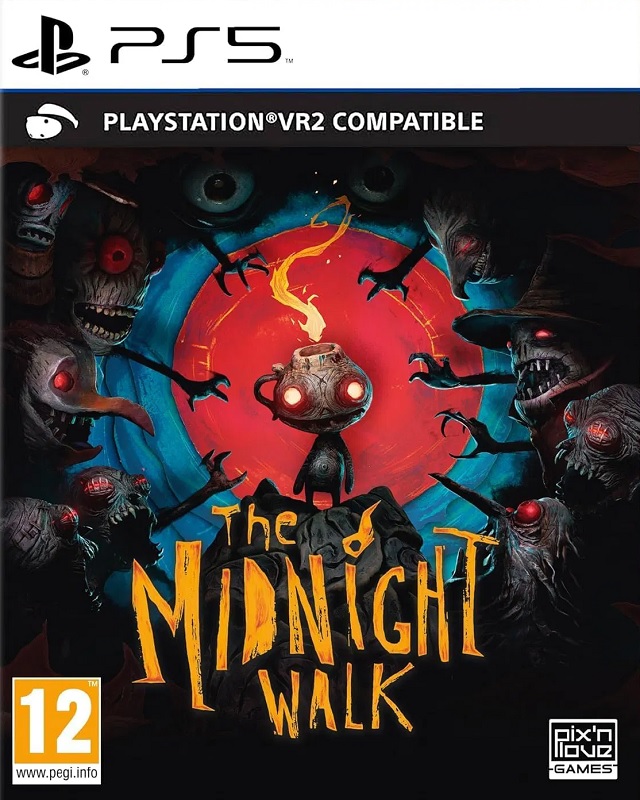 PS5
PLAYSTATION®VR2 COMPATIBLE
The
MiDNiGHT
WALK
12
www.pegi.info
pix'n
love
GAMES